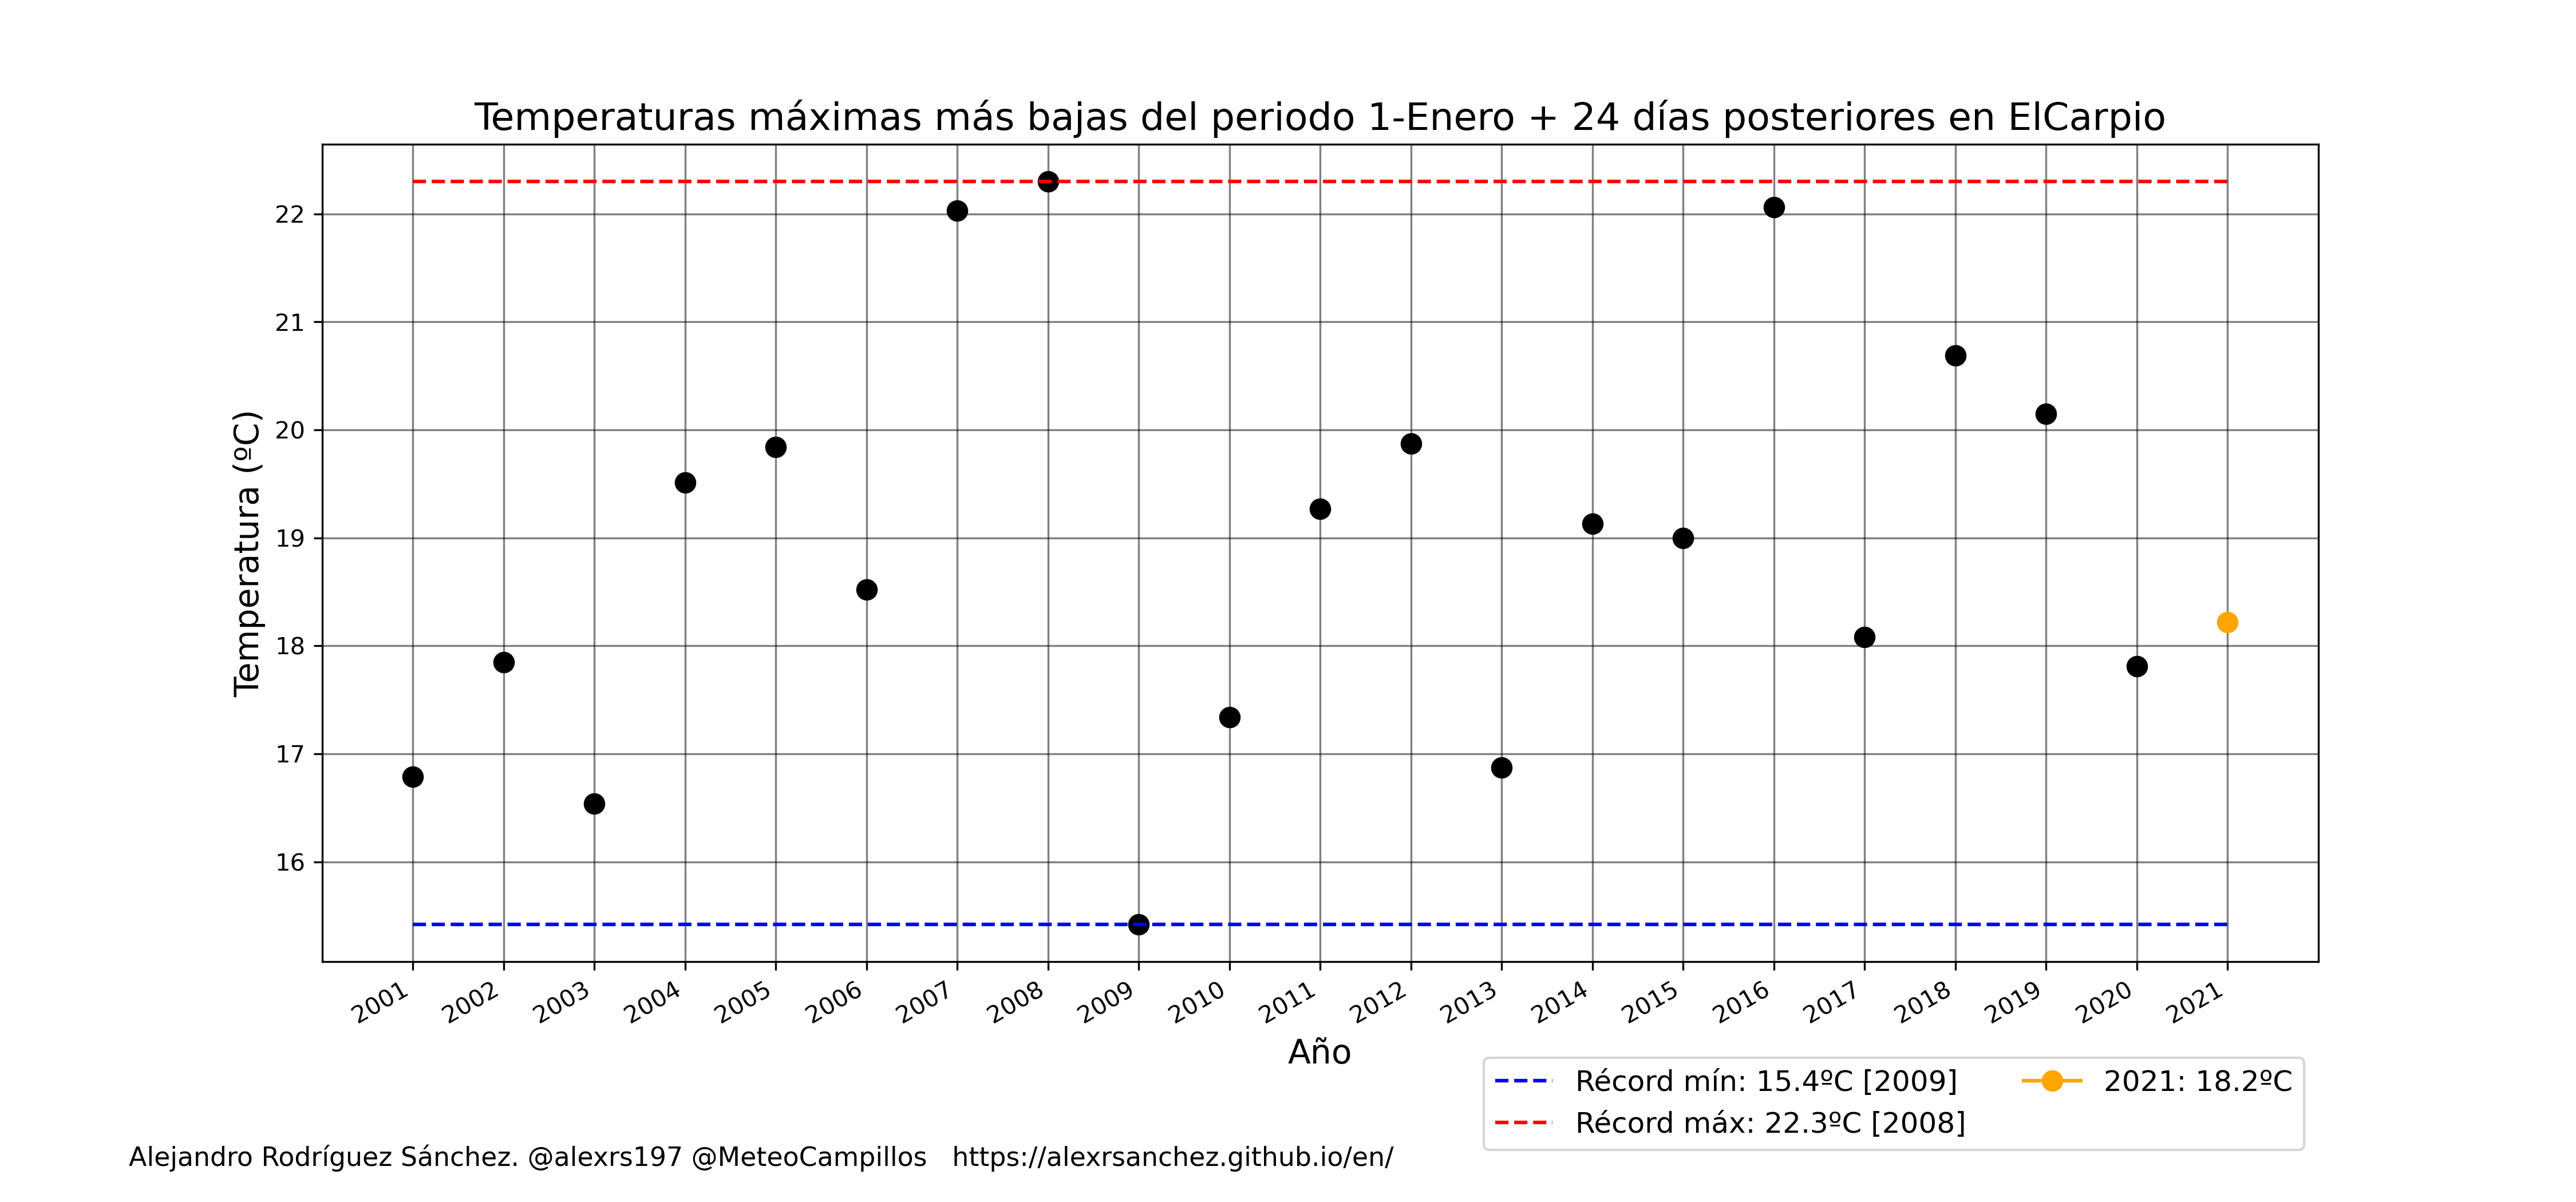 Temperaturas máximas más bajas del periodo 1-Enero + 24 días posteriores en ElCarpio
Temperatura (ºC)
22
21
20
19
18
17
16
2001 2002 2003 2004 2005 2006 2007 2008 2009 2010 2011 2012 2013 2014 2015 2016 2017 2018 2019 2020 2021
Año
Récord mín: 15.4ºC [2009] 2021: 18.2ºC
Récord máx: 22.3ºC [2008]
Alejandro Rodríguez Sánchez. @alexrs197 @MeteoCampillos https://alexrsanchez.github.io/en/